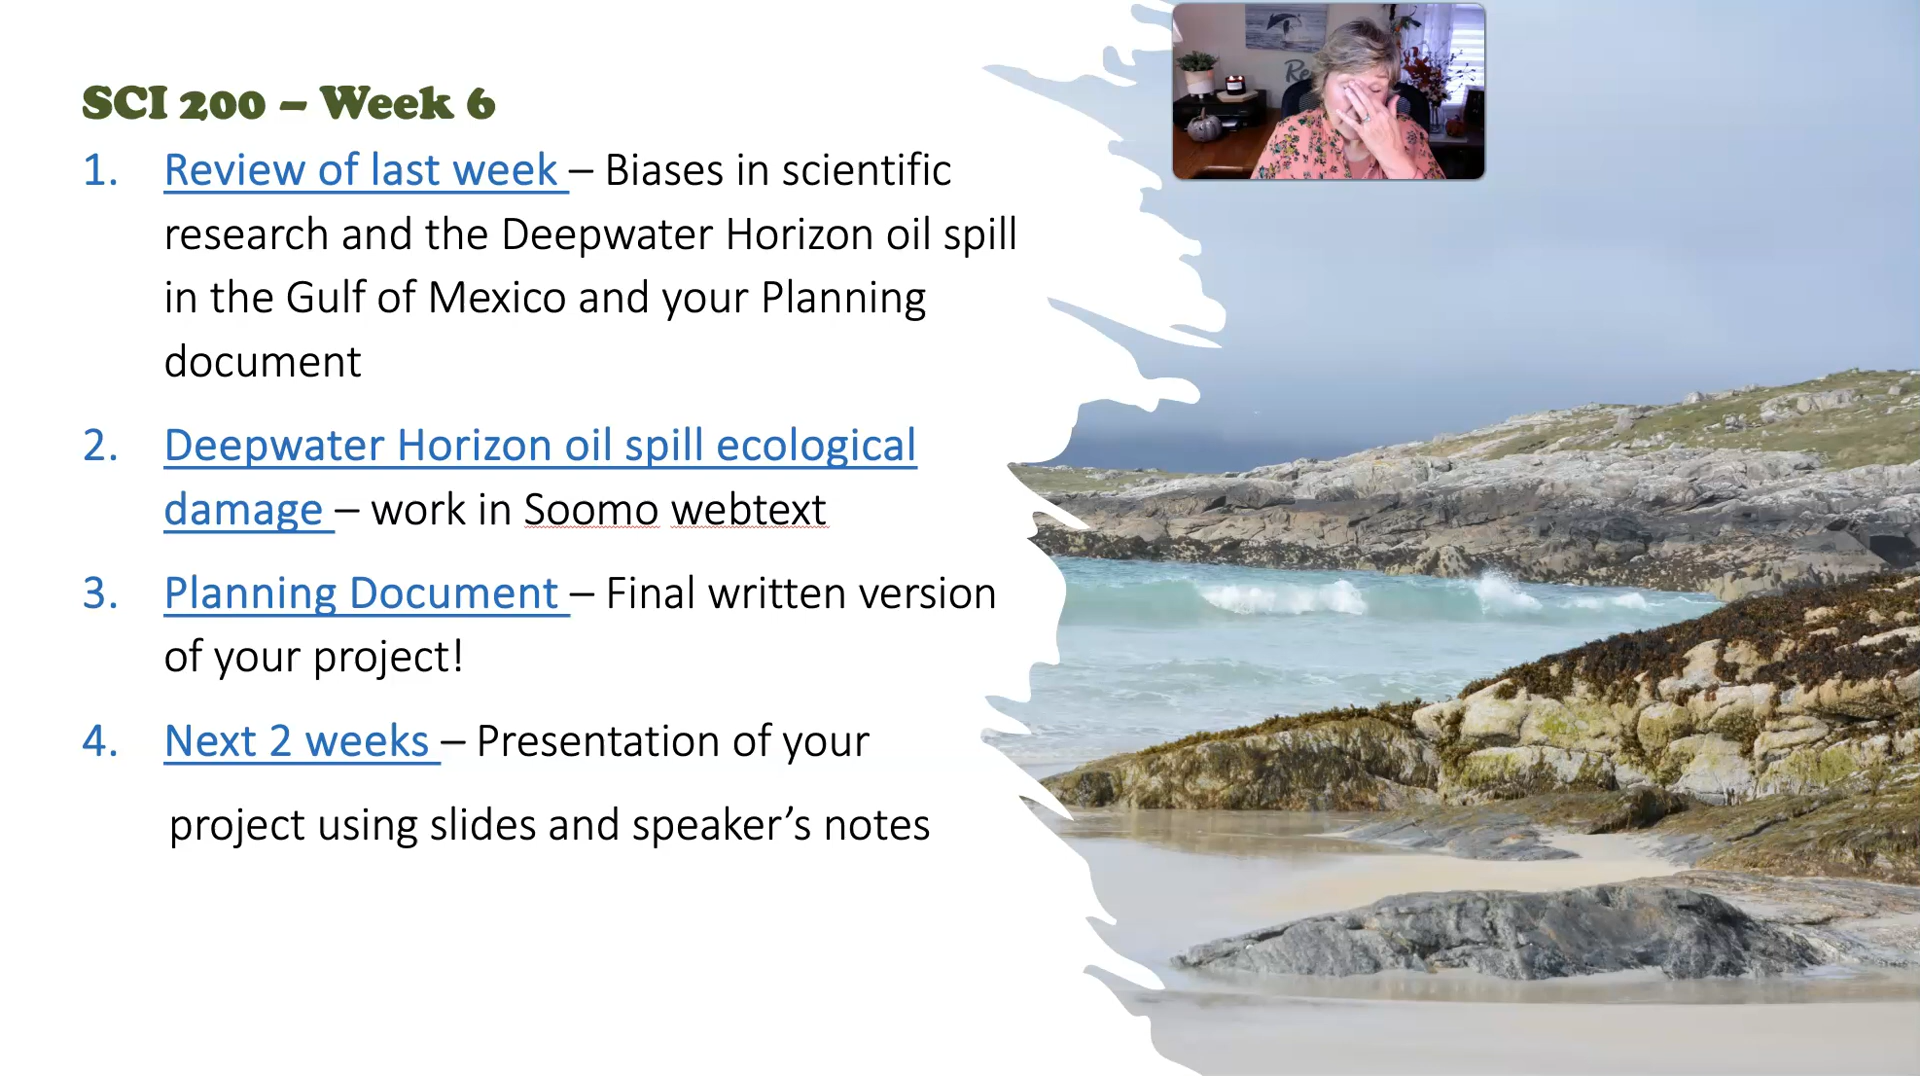 SCI 200 – Week 6
1. Review of last week – Biases in scientific
research and the Deepwater Horizon oil spill
in the Gulf of Mexico and your Planning
document
2. Deepwater Horizon oil spill ecological
damage – work in Soomo webtext
3. Planning Document – Final written version
of your project!
4. Next 2 weeks – Presentation of your
project using slides and speaker’s notes